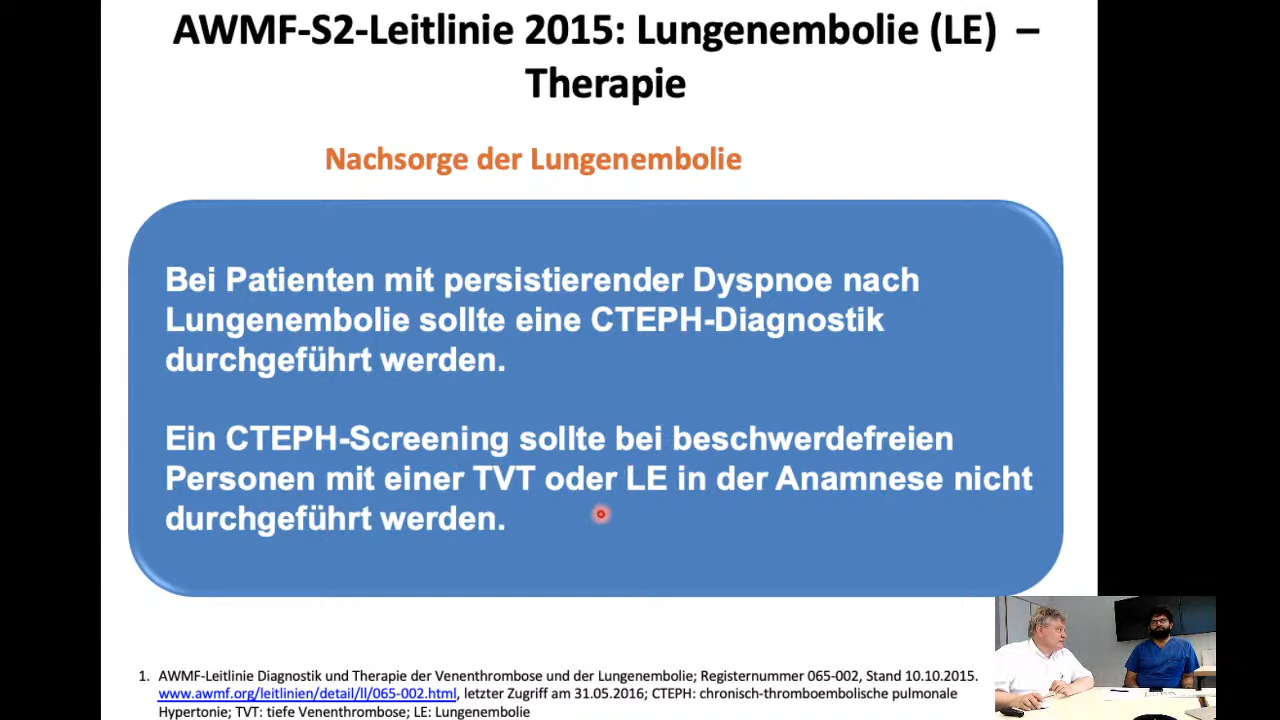 AWMF-S2-Leitlinie 2015: Lungenembolie (LE) –
Therapie
Nachsorge der Lungenembolie
Bei Patienten mit persistierender Dyspnoe nach
Lungenembolie sollte eine CTEPH-Diagnostik
durchgeführt werden.
Ein CTEPH-Screening sollte bei beschwerdefreien
Personen mit einer TVT oder LE in der Anamnese nicht
durchgeführt werden.
1. AWMF-Leitlinie Diagnostik und Therapie der Venenthrombose und der Lungenembolie; Registernummer 065-002, Stand 10.10.2015.
www.awmf.org/leitlinien/detail/ll/065-002.html, letzter Zugriff am 31.05.2016; CTEPH: chronisch-thromboembolische pulmonale
Hypertonie; TVT: tiefe Venenthrombose; LE: Lungenembolie